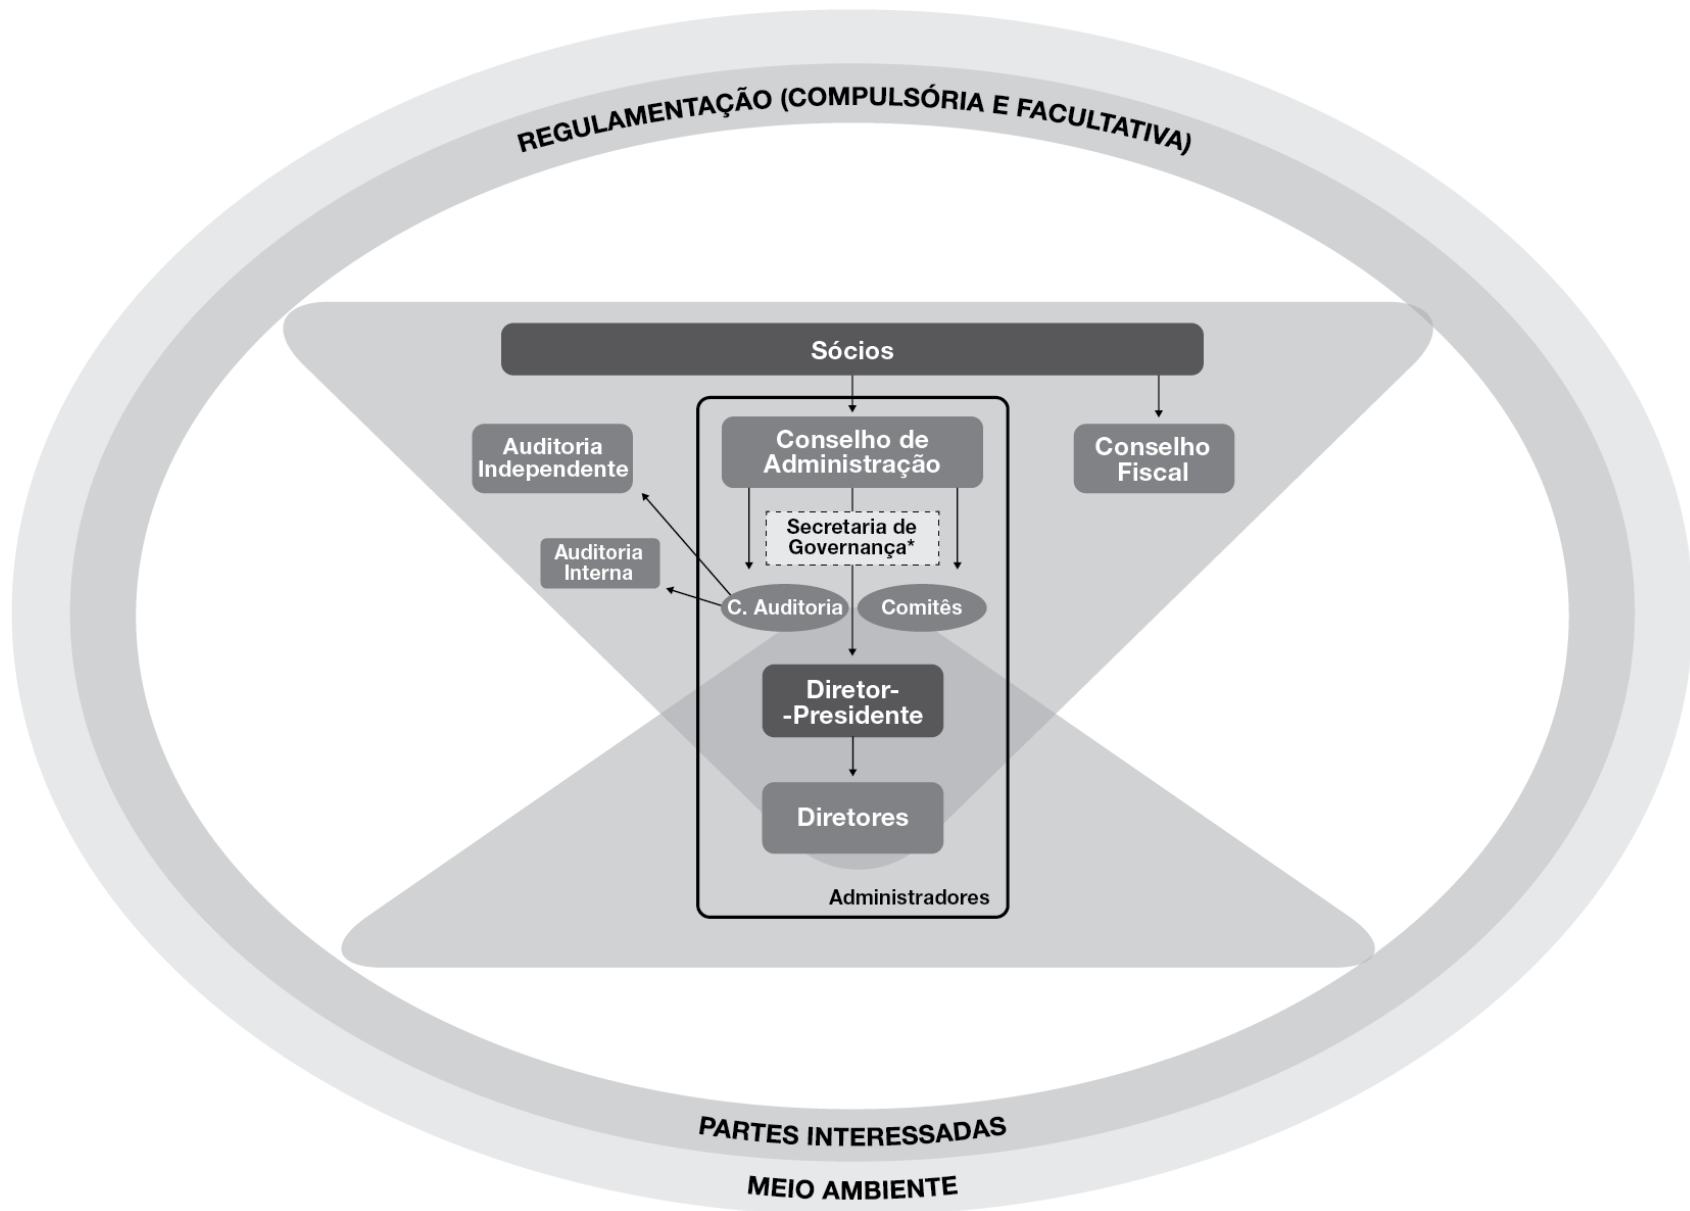 REGULAMENTAÇÃO (COMPULSÓRIA E FACULTATIVA)
Sócios
Auditoria
Independente
Conselho de
Administração
Conselho
Fiscal
Secretaria de
Governança*
Auditoria
Interna
C. Auditoria
Comitês
Diretor-
-Presidente
Diretores
Administradores
PARTES INTERESSADAS
MEIO AMBIENTE